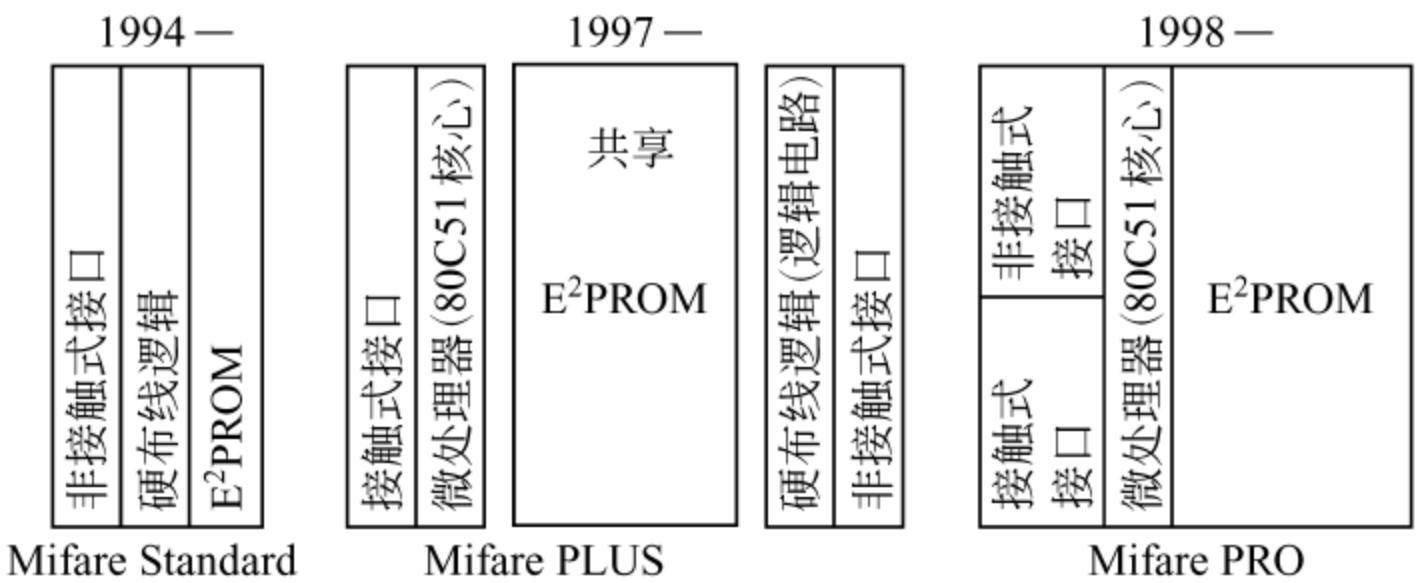 1994 —
非接触式接口
硬布线逻辑
E²PROM
Mifare Standard
1997 —
接触式接口
微处理器(80C51 核心)
共享
E²PROM
硬布线逻辑(逻辑电路)
非接触式接口
Mifare PLUS
1998 —
非接触式
接口
接触式
接口
微处理器(80C51 核心)
E²PROM
Mifare PRO